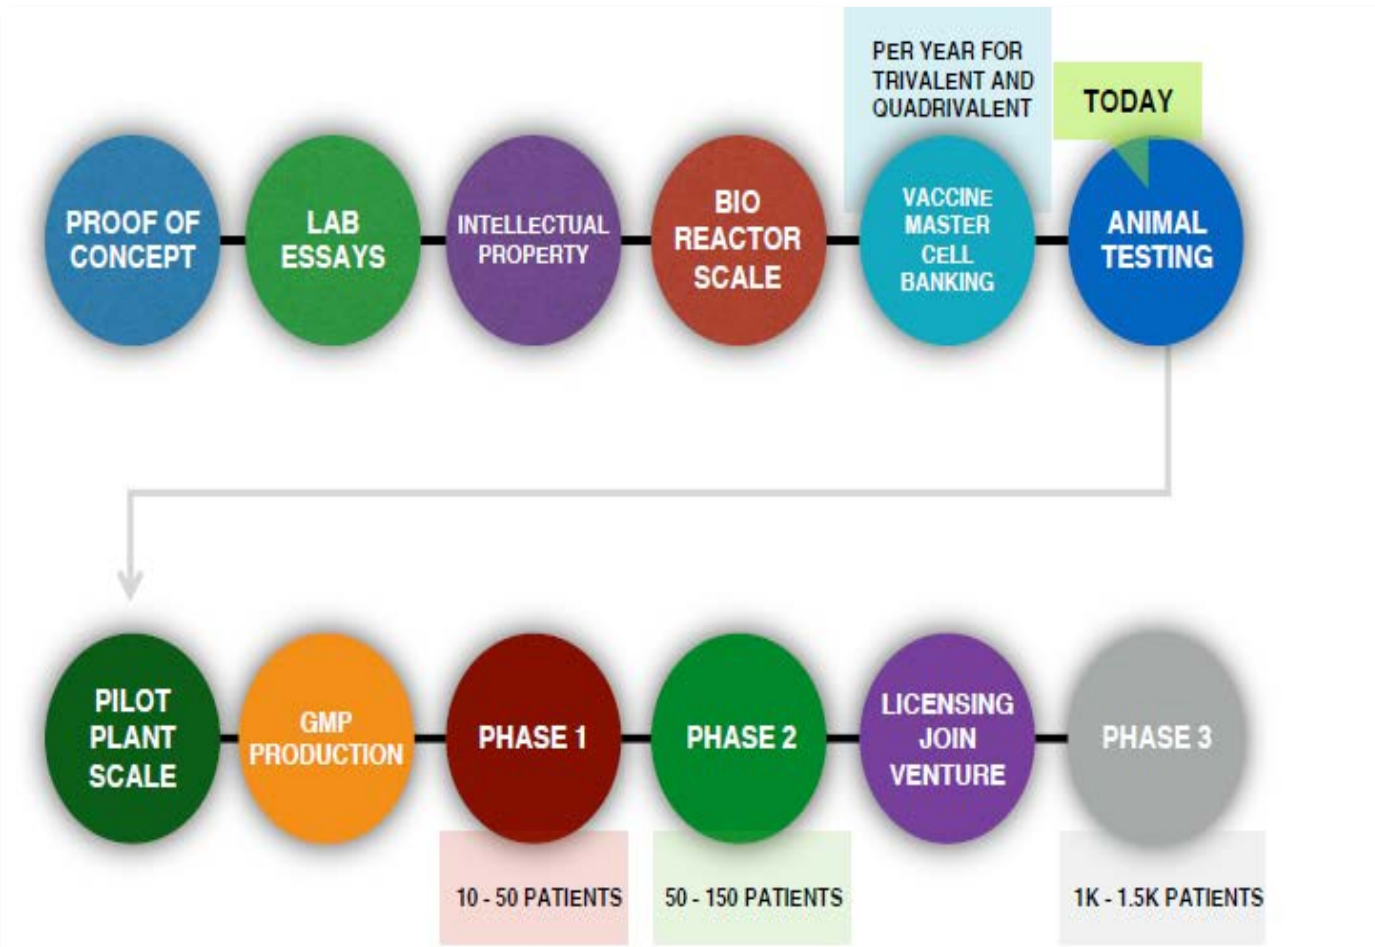 PER YEAR FOR
TRIVALENT AND
QUADRIVALENT
TODAY
PROOF OF
CONCEPT
LAB
ESSAYS
INTELLECTUAL
PROPERTY
BIO
REACTOR
SCALE
VACCINE
MASTER
CELL
BANKING
ANIMAL
TESTING
PILOT
PLANT
SCALE
GMP
PRODUCTION
PHASE 1
PHASE 2
LICENSING
JOIN
VENTURE
PHASE 3
10 - 50 PATIENTS
50 - 150 PATIENTS
1K - 1.5K PATIENTS